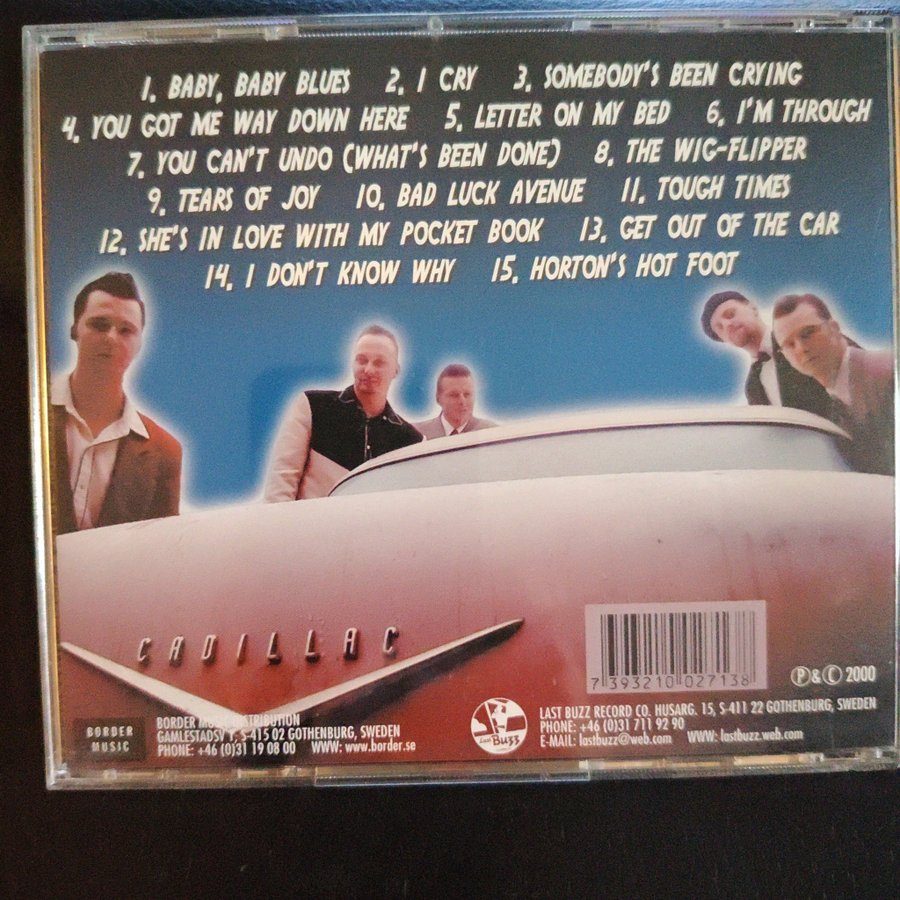 1. BABY, BABY BLUES 2. I CRY 3. SOMEBODY'S BEEN CRYING
4. YOU GOT ME WAY DOWN HERE 5. LETTER ON MY BED 6. I'M THROUGH
7. YOU CAN'T UNDO (WHAT'S BEEN DONE) 8. THE WIG-FLIPPER
9. TEARS OF JOY 10. BAD LUCK AVENUE 11. TOUGH TIMES
12. SHE'S IN LOVE WITH MY POCKET BOOK 13. GET OUT OF THE CAR
14. I DON'T KNOW WHY 15. HORTON'S HOT FOOT
CADILLAC
7 393210 027138
Ⓟ & © 2000
BORDER
MUSIC
BORDER MUSIC DISTRIBUTION
GAMLESTADSV 1, S-415 02 GOTHENBURG, SWEDEN
PHONE: +46 (0)31 19 08 00 WWW: www.border.se
Last Buzz
LAST BUZZ RECORD CO. HUSARG. 15, S-411 22 GOTHENBURG, SWEDEN
PHONE: +46 (0)31 711 92 90
E-MAIL: lastbuzz@web.com WWW: lastbuzz.web.com